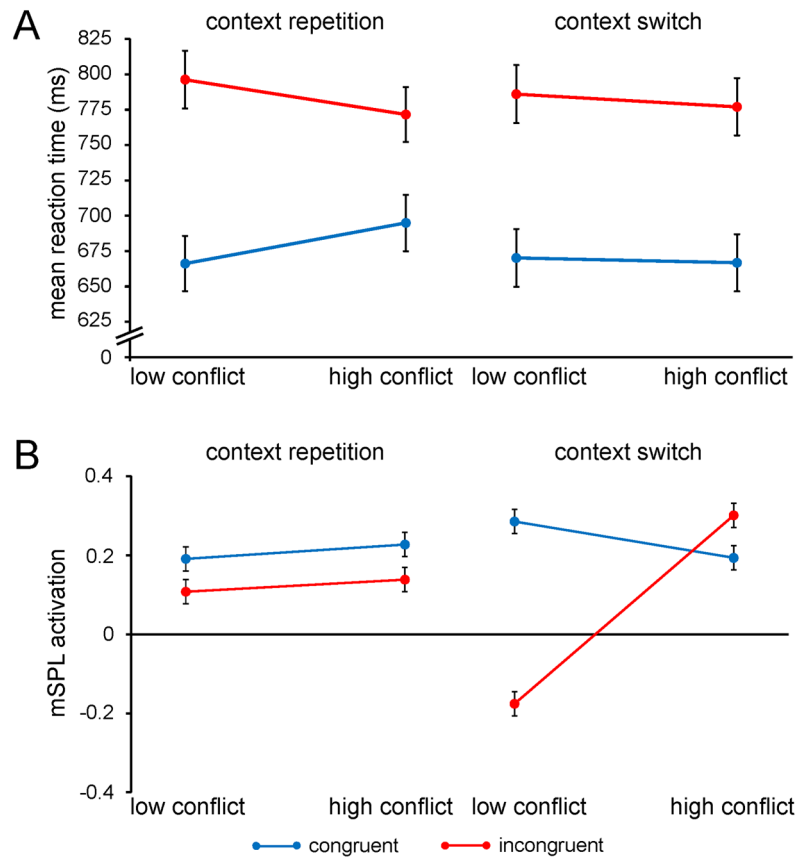 A
context repetition
context switch
mean reaction time (ms)
825
800
775
750
725
700
675
650
625
0
low conflict
high conflict
low conflict
high conflict
B
context repetition
context switch
mSPL activation
0.4
0.2
0
-0.2
-0.4
low conflict
high conflict
low conflict
high conflict
congruent
incongruent